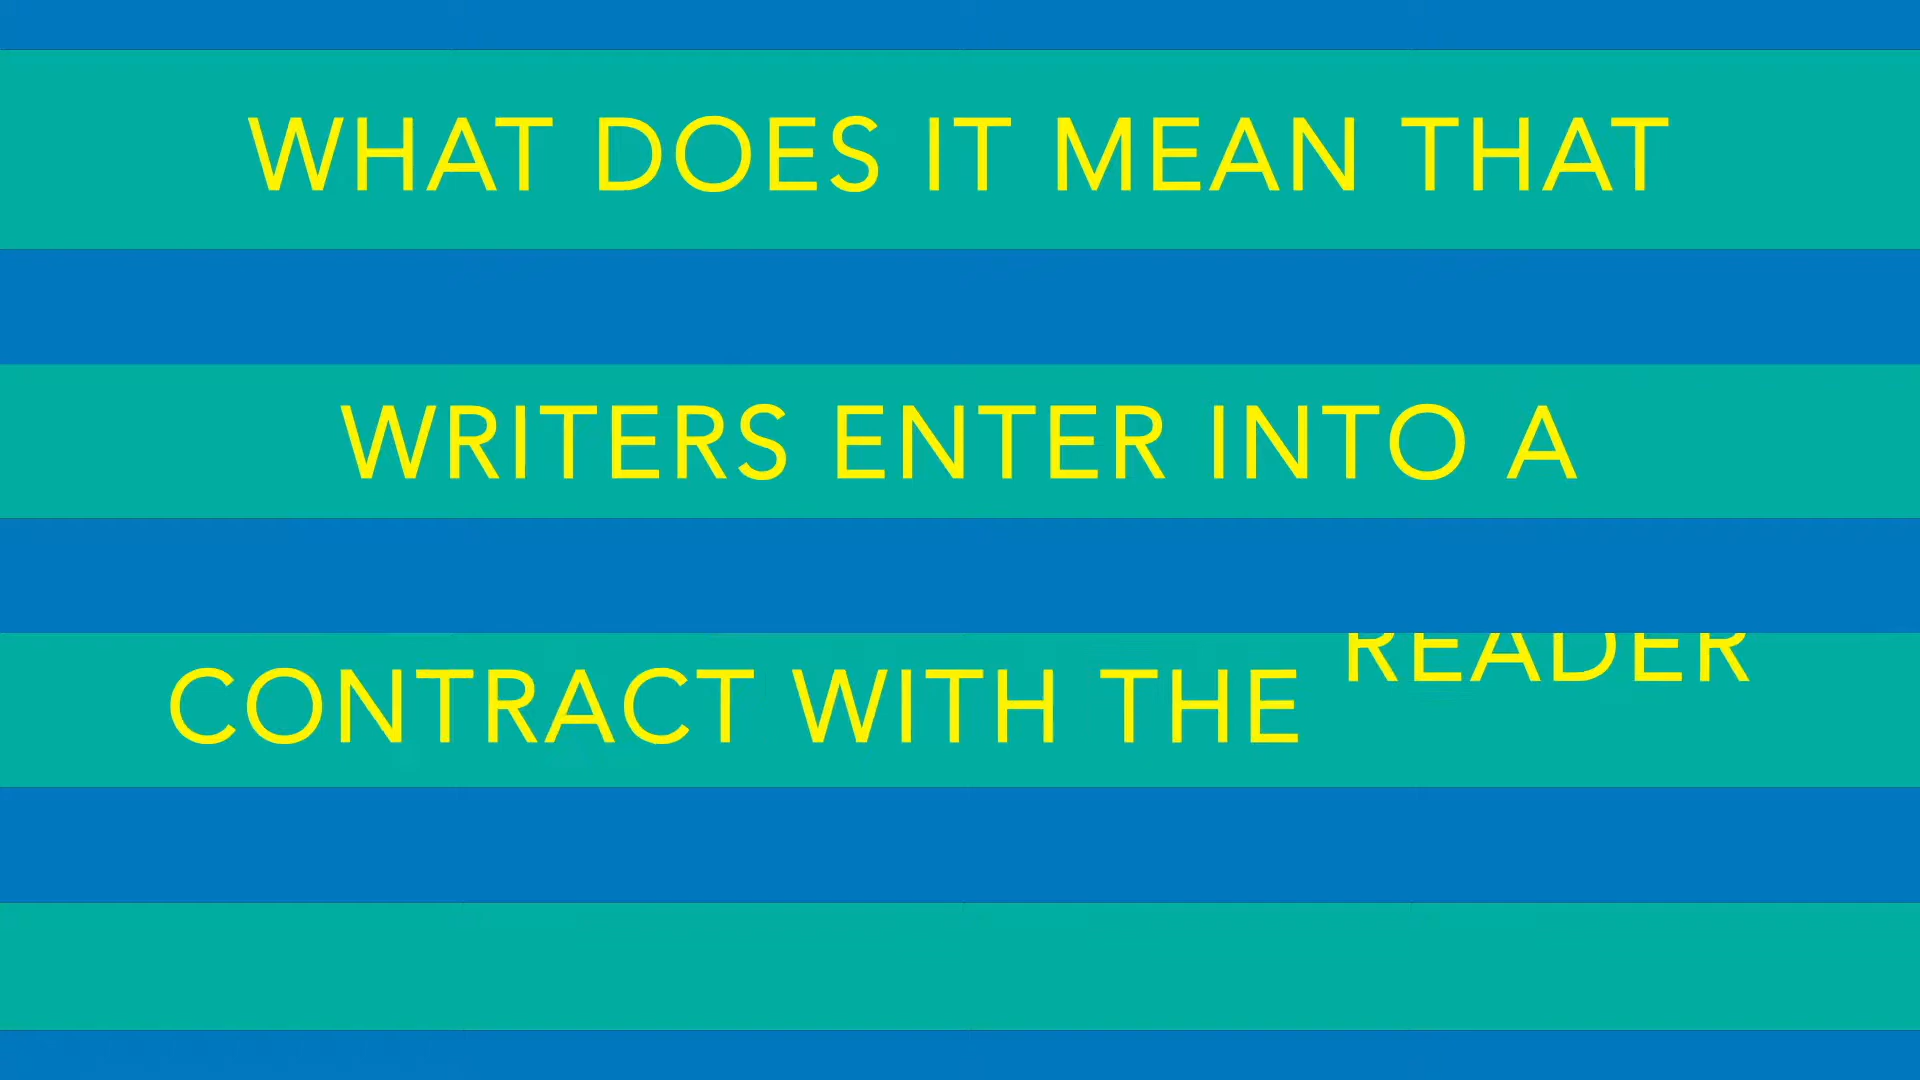 WHAT DOES IT MEAN THAT
WRITERS ENTER INTO A
CONTRACT WITH THE READER